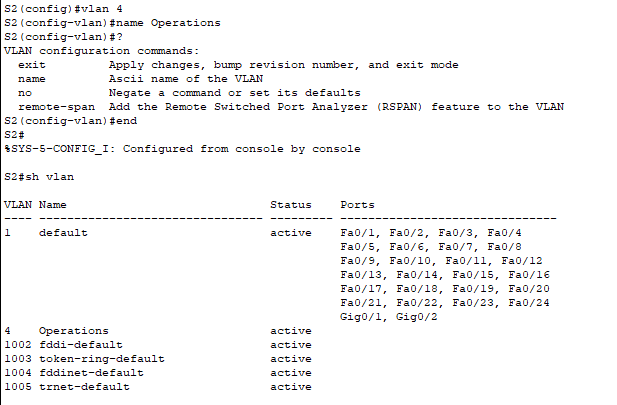 S2(config)#vlan 4
S2(config-vlan)#name Operations
S2(config-vlan)#?
VLAN configuration commands:
  exit         Apply changes, bump revision number, and exit mode
  name         Ascii name of the VLAN
  no           Negate a command or set its defaults
  remote-span  Add the Remote Switched Port Analyzer (RSPAN) feature to the VLAN
S2(config-vlan)#end
S2#
%SYS-5-CONFIG_I: Configured from console by console

S2#sh vlan

VLAN Name                             Status    Ports
---- -------------------------------- --------- -------------------------------
1    default                          active    Fa0/1, Fa0/2, Fa0/3, Fa0/4
                                                Fa0/5, Fa0/6, Fa0/7, Fa0/8
                                                Fa0/9, Fa0/10, Fa0/11, Fa0/12
                                                Fa0/13, Fa0/14, Fa0/15, Fa0/16
                                                Fa0/17, Fa0/18, Fa0/19, Fa0/20
                                                Fa0/21, Fa0/22, Fa0/23, Fa0/24
                                                Gig0/1, Gig0/2
4    Operations                       active
1002 fddi-default                     active
1003 token-ring-default               active
1004 fddinet-default                  active
1005 trnet-default                    active